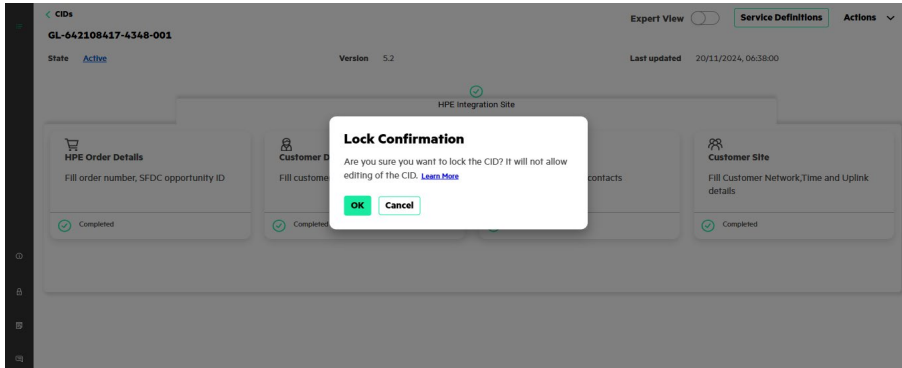 CIDs
Expert View
Service Definitions
Actions
GL-642108417-4348-001
State Active
Version 5.2
Last updated 20/11/2024, 06:38:00
HPE Integration Site
HPE Order Details
Fill order number, SFDC opportunity ID
Completed
Customer D
Fill custome
Completed
Lock Confirmation
Are you sure you want to lock the CID? It will not allow
editing of the CID. Learn More
OK
Cancel
contacts
Customer Site
Fill Customer Network,Time and Uplink
details
Completed